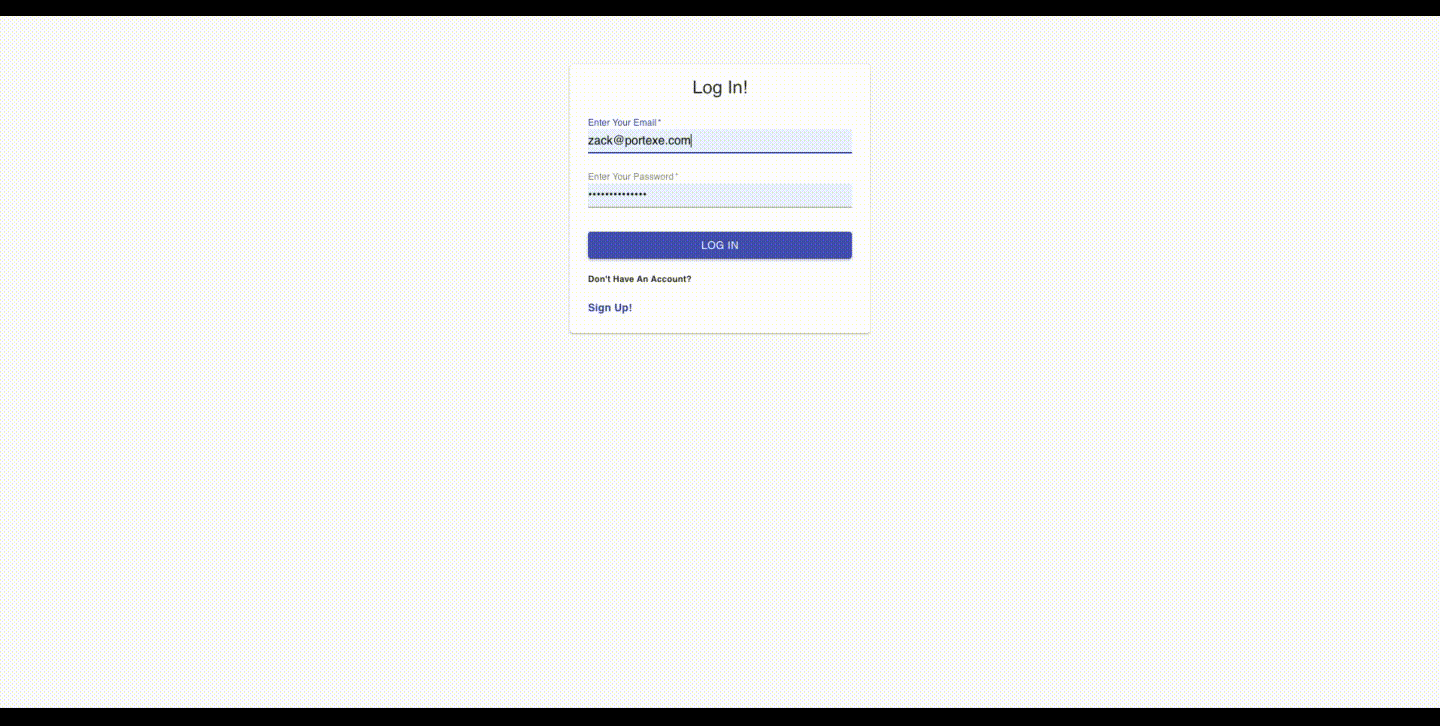 Log In!
Enter Your Email *
zack@portexe.com
Enter Your Password *
••••••••••••••
LOG IN
Don't Have An Account?
Sign Up!